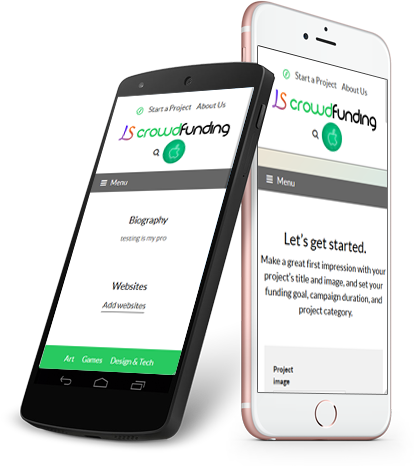 Start a Project About Us
LS crowdfunding
Menu
Biography
testing is my pro
Websites
Add websites
Art Games Design & Tech
Start a Project About Us
LS crowdfunding
Menu
Let's get started.
Make a great first impression with your
project's title and image, and set your
funding goal, campaign duration, and
project category.
Project
image